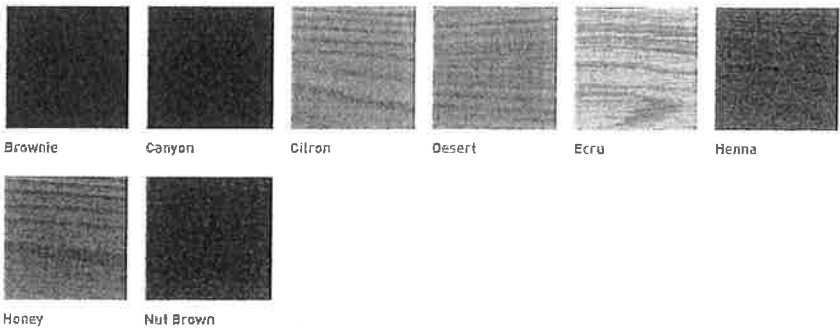 Brownie
Canyon
Citron
Desert
Ecru
Henna
Honey
Nut Brown